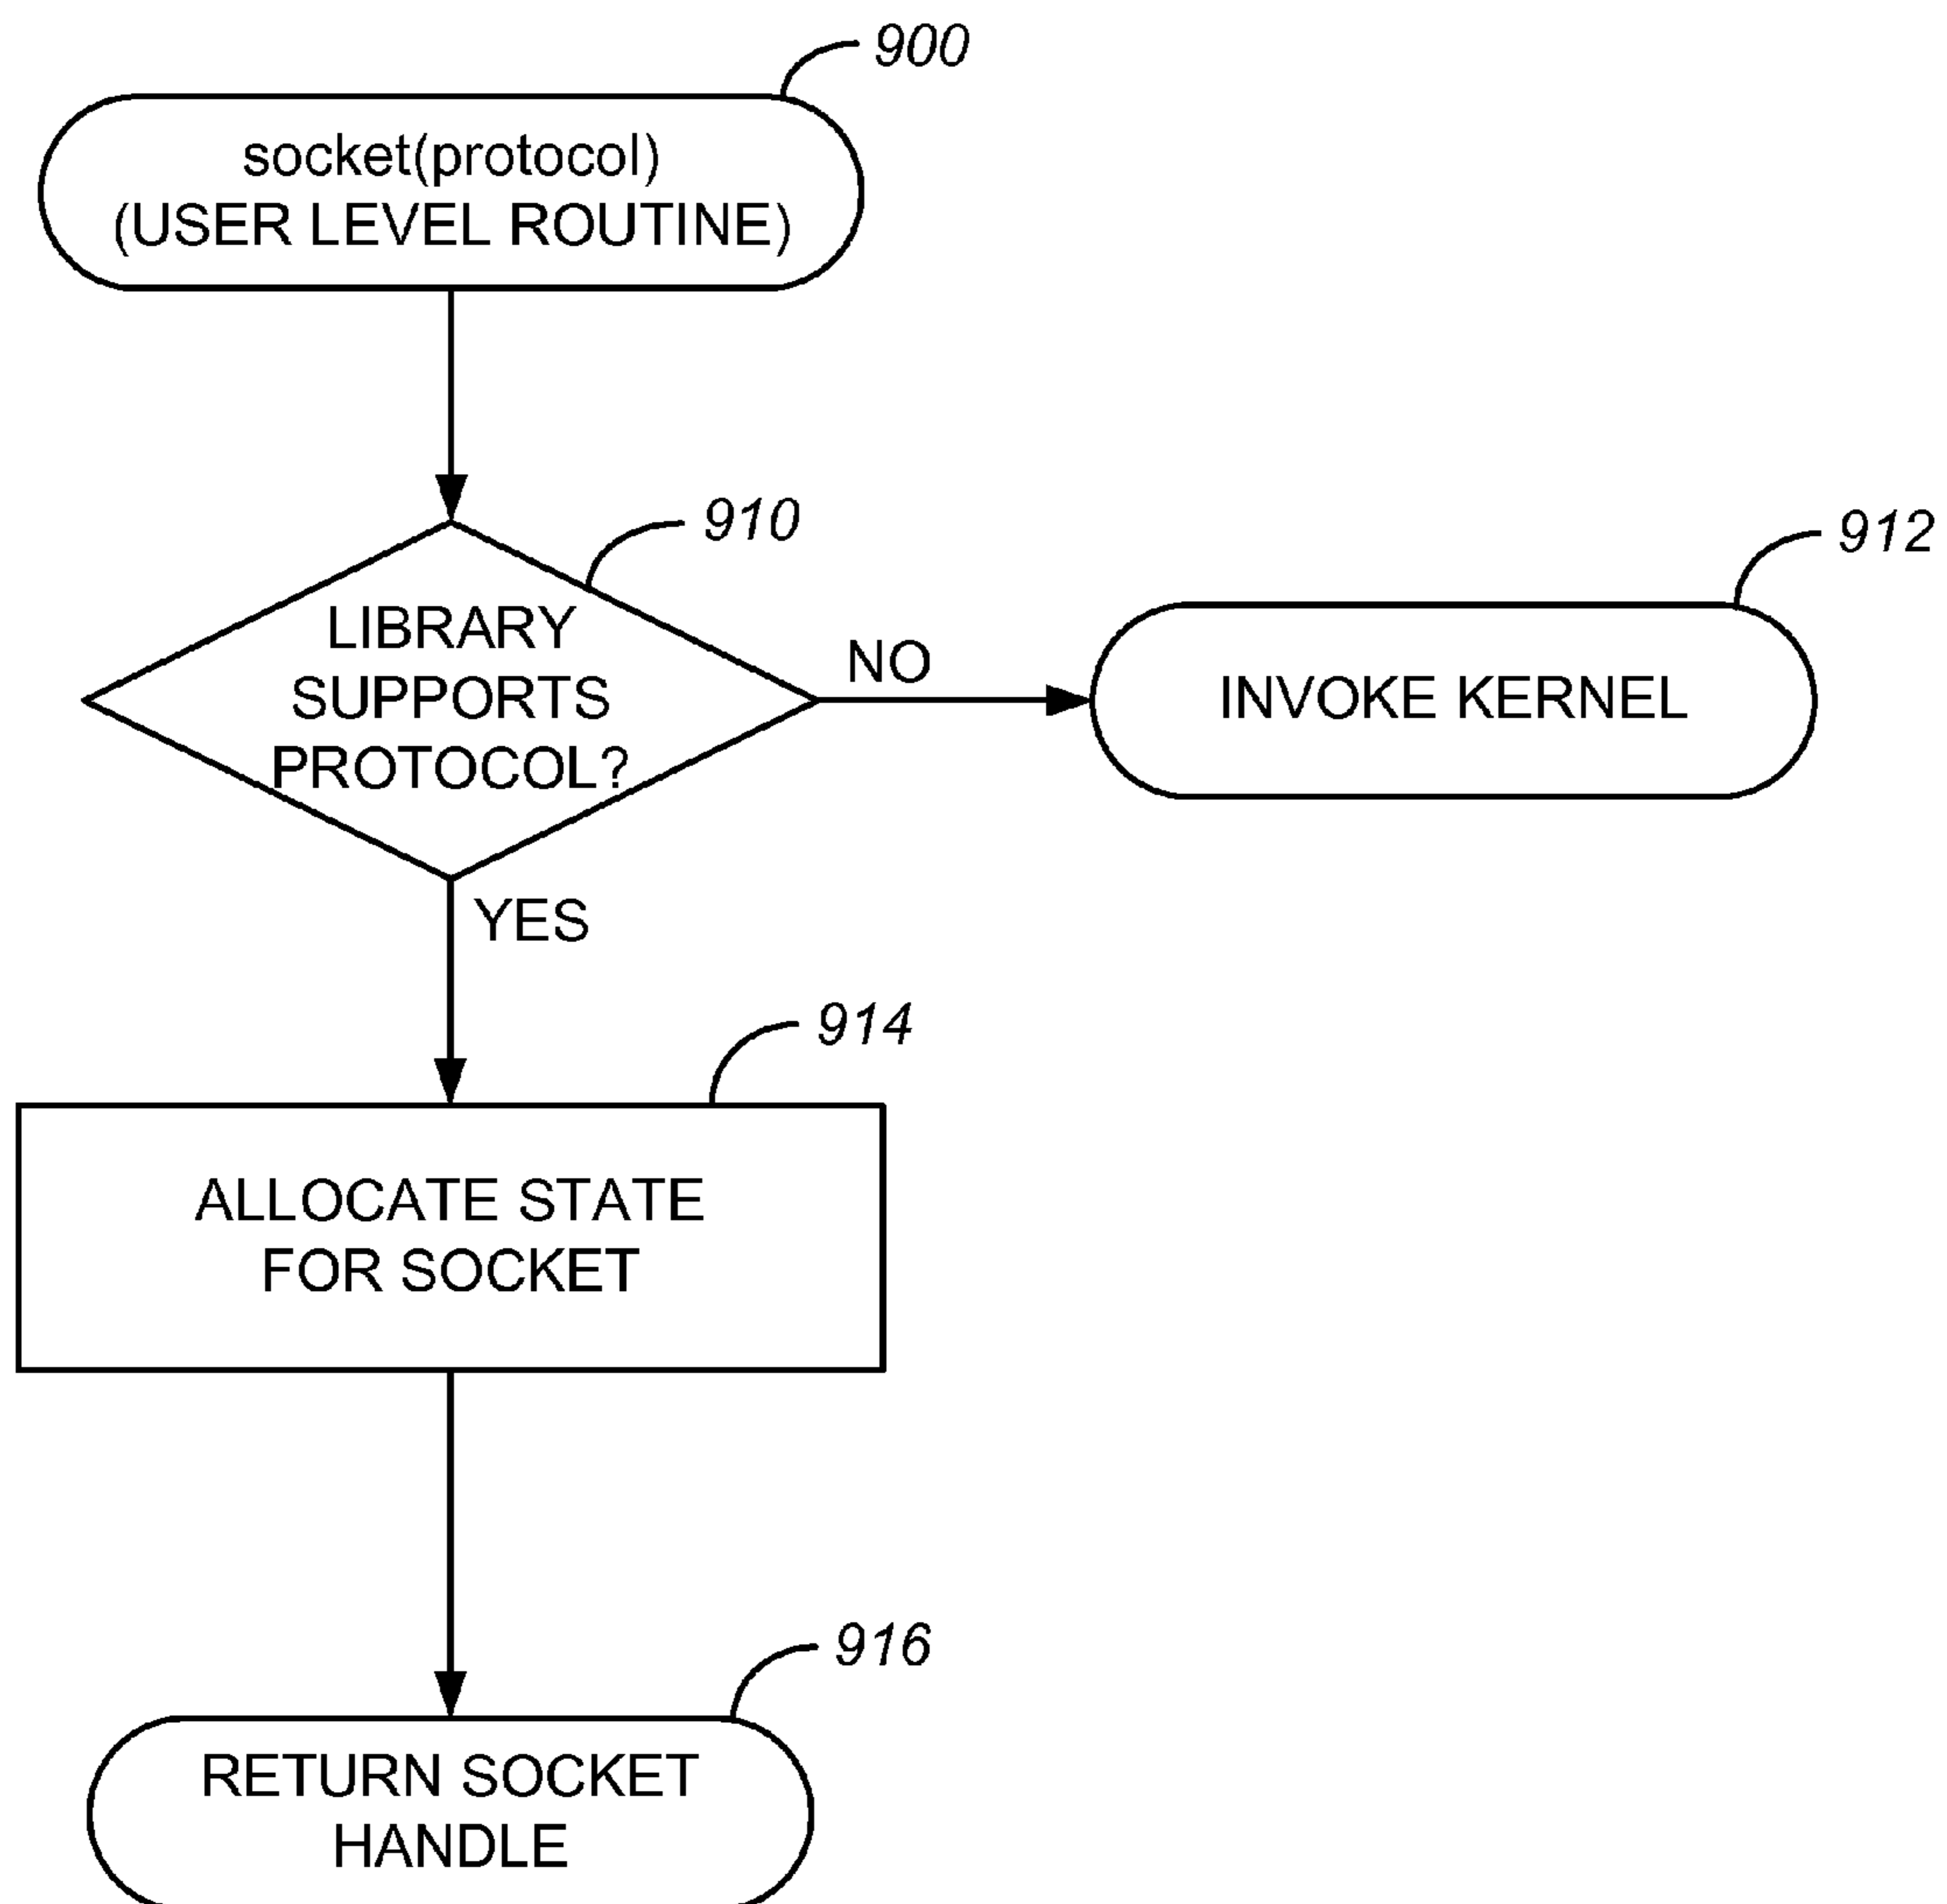 900
socket(protocol)
(USER LEVEL ROUTINE)
910
LIBRARY
SUPPORTS
PROTOCOL?
NO
912
INVOKE KERNEL
YES
914
ALLOCATE STATE
FOR SOCKET
916
RETURN SOCKET
HANDLE